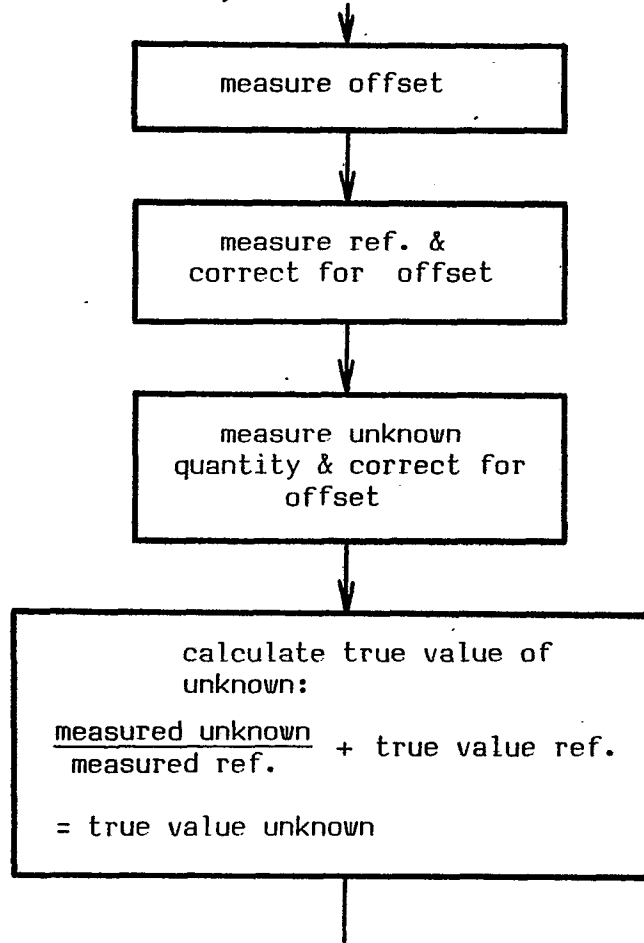 measure offset
measure ref. &
correct for offset
measure unknown
quantity & correct for
offset
calculate true value of
unknown:
measured unknown
measured ref.
+ true value ref.
= true value unknown